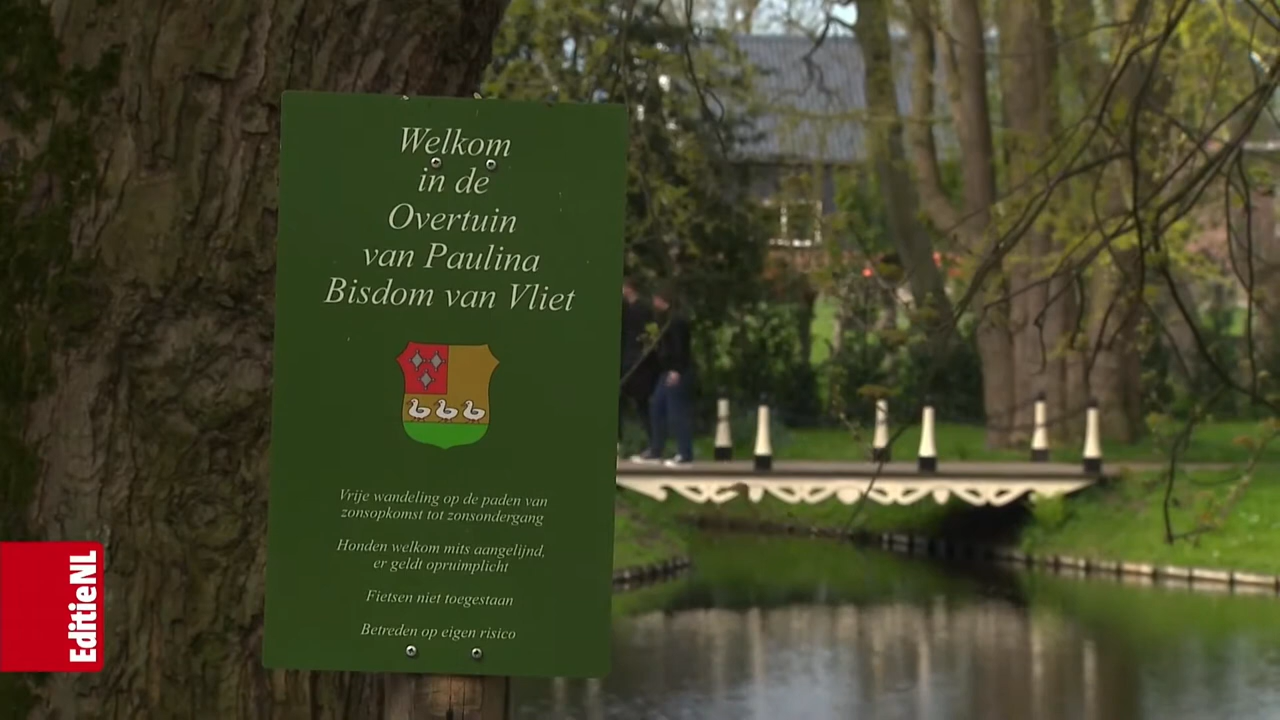 Welkom
in de
Overtuin
van Paulina
Bisdom van Vliet
Vrije wandeling op de paden van
zonsopkomst tot zonsondergang
Honden welkom mits aangelijnd,
er geldt opruimplicht
Fietsen niet toegestaan
Betreden op eigen risico
EditieNL